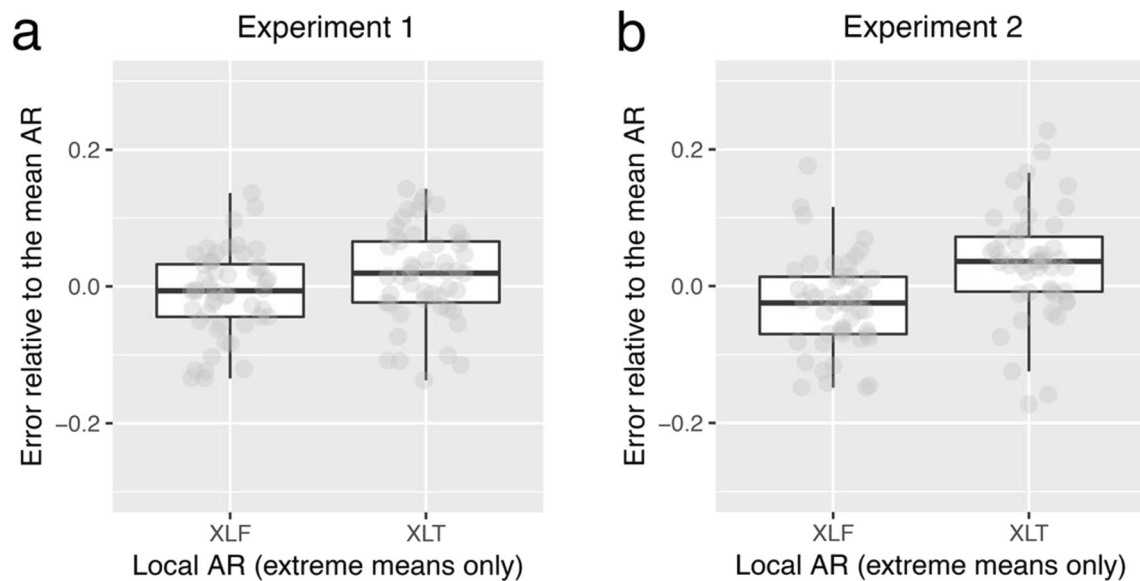 a
Experiment 1
Error relative to the mean AR
0.2
0.0
−0.2
XLF XLT
Local AR (extreme means only)
b
Experiment 2
Error relative to the mean AR
0.2
0.0
−0.2
XLF XLT
Local AR (extreme means only)